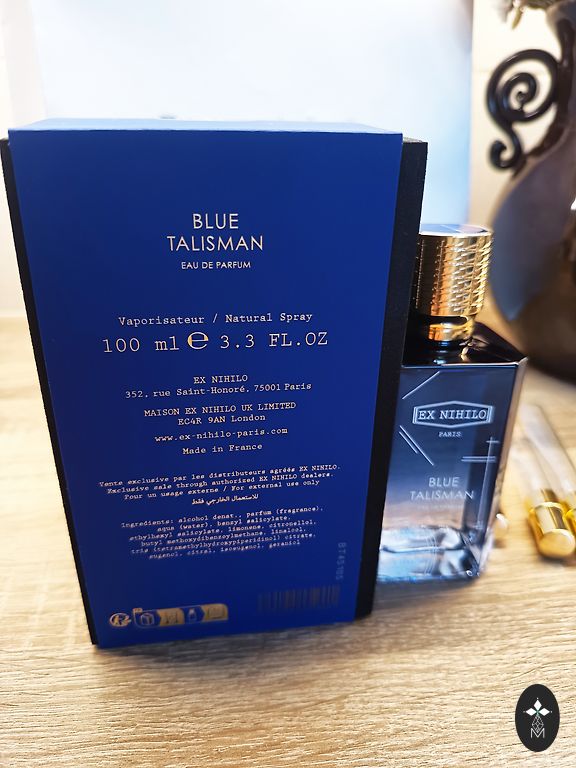 BLUE
TALISMAN
EAU DE PARFUM
Vaporisateur / Natural Spray
100 ml ℮ 3.3 FL.OZ
EX NIHILO
352, rue Saint-Honoré, 75001 Paris
MAISON EX NIHILO UK LIMITED
EC4R 9AN London
www.ex-nihilo-paris.com
Made in France
Vente exclusive par les distributeurs agréés EX NIHILO.
Exclusive sale through authorized EX NIHILO dealers.
Pour un usage externe / For external use only
للاستعمال الخارجي فقط
Ingredients: alcohol denat., parfum (fragrance),
aqua (water), benzyl salicylate,
ethylhexyl salicylate, limonene, citronellol,
butyl methoxydibenzoylmethane, linalool,
tris (tetramethylhydroxypiperidinol) citrate,
eugenol, citral, isoeugenol, geraniol
EX NIHILO
PARIS
BLUE
TALISMAN
M